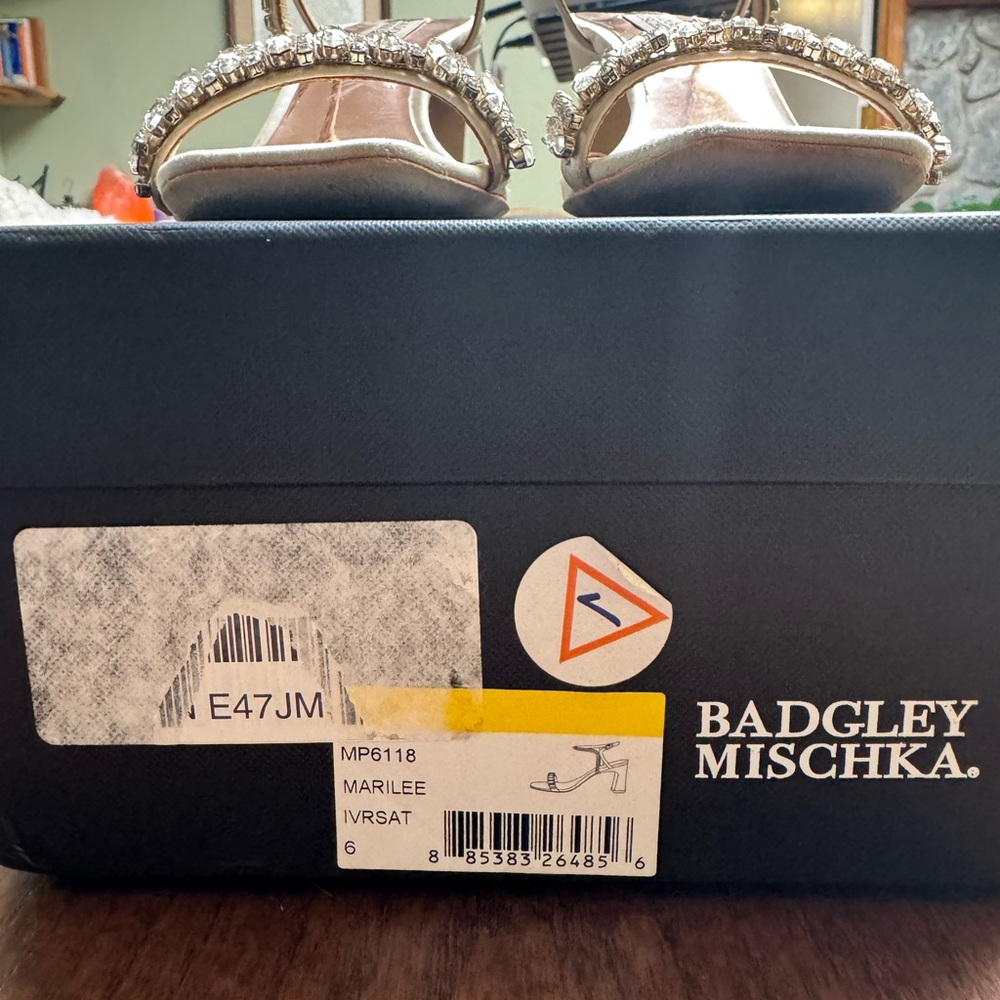 E47JM
MP6118
MARILEE
IVRSAT
6
8 85383 26485 6
BADGLEY
MISCHKA.